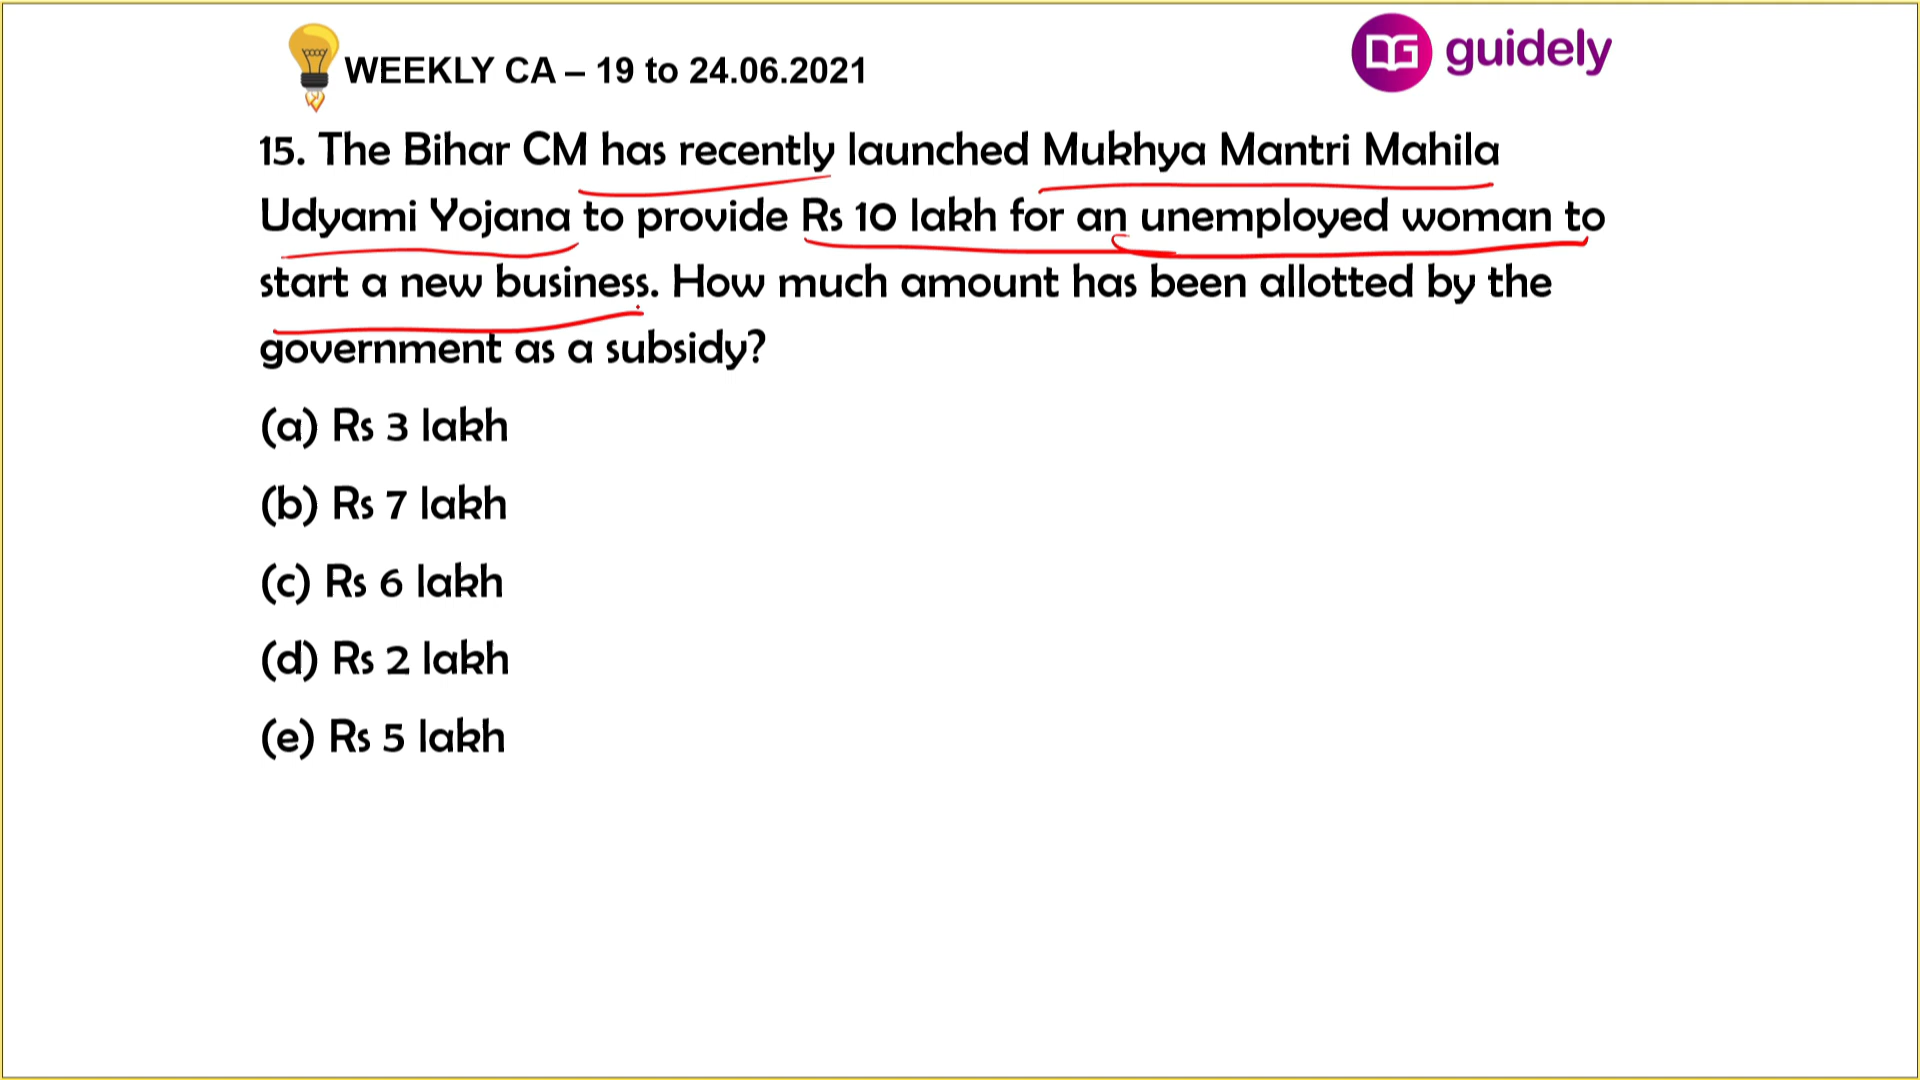 WEEKLY CA – 19 to 24.06.2021
guidely
15. The Bihar CM has recently launched Mukhya Mantri Mahila
Udyami Yojana to provide Rs 10 lakh for an unemployed woman to
start a new business. How much amount has been allotted by the
government as a subsidy?
(a) Rs 3 lakh
(b) Rs 7 lakh
(c) Rs 6 lakh
(d) Rs 2 lakh
(e) Rs 5 lakh